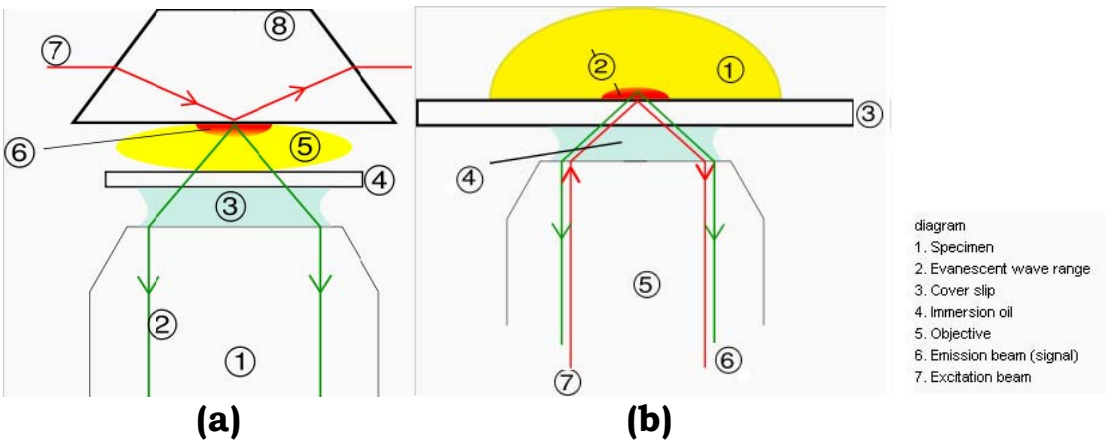 ⑧
⑦
⑤
⑥
④
③
②
①
(a)
②
①
③
④
⑤
⑥
⑦
(b)
diagram
1. Specimen
2. Evanescent wave range
3. Cover slip
4. Immersion oil
5. Objective
6. Emission beam (signal)
7. Excitation beam